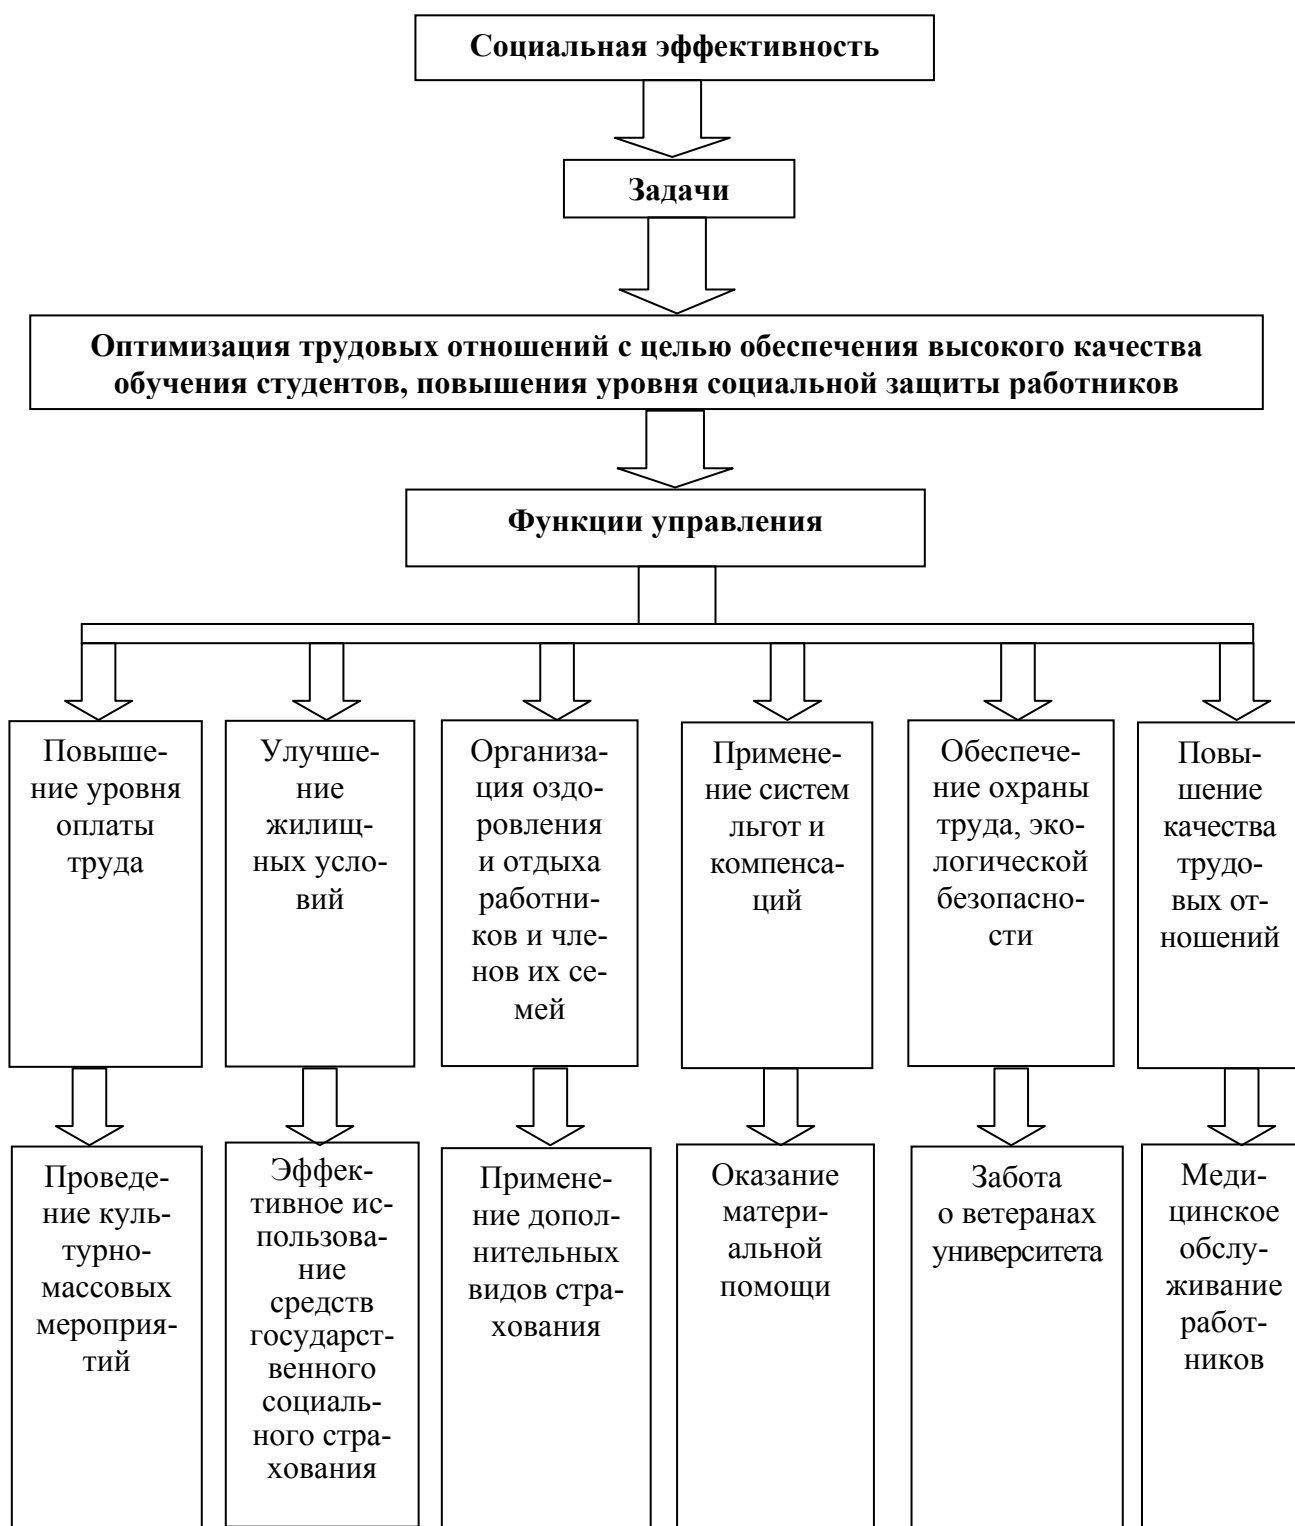 Социальная эффективность
Задачи
Оптимизация трудовых отношений с целью обеспечения высокого качества
обучения студентов, повышения уровня социальной защиты работников
Функции управления
Повыше-
ние уровня
оплаты
труда
Улучше-
ние
жилищ-
ных усло-
вий
Организа-
ция оздо-
ровления
и отдыха
работни-
ков и чле-
нов их се-
мей
Примене-
ние систем
льгот и
компенса-
ций
Обеспече-
ние охраны
труда, эко-
логической
безопасно-
сти
Повы-
шение
качества
трудо-
вых от-
ношений
Проведе-
ние куль-
турно-
массовых
мероприя-
тий
Эффек-
тивное ис-
пользова-
ние
средств
государст-
венного
социаль-
ного стра-
хования
Примене-
ние допол-
нительных
видов стра-
хования
Оказание
матери-
альной
помощи
Забота
о ветеранах
университета
Меди-
цинское
обслу-
живание
работ-
ников